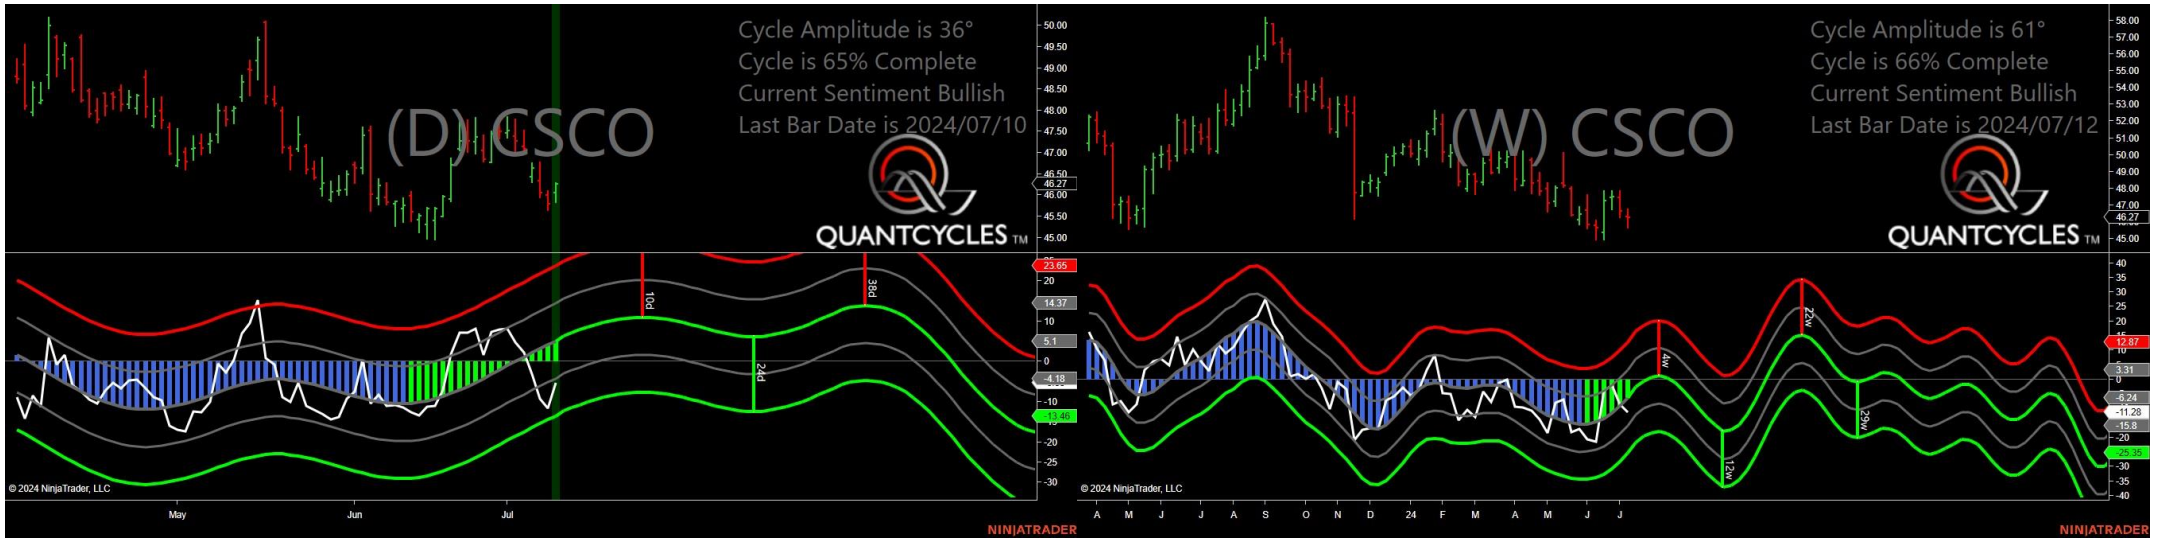 Cycle Amplitude is 36°
Cycle is 65% Complete
Current Sentiment Bullish
Last Bar Date is 2024/07/10
(D) CSCO
QUANTCYCLES TM
50.00
49.50
49.00
48.50
48.00
47.50
47.00
46.50
46.27
46.00
45.50
45.00
23.65
20
14.37
10
5.1
0
-4.18
-10
-13.46
-20
-25
-30
10d
24d
38d
© 2024 NinjaTrader, LLC
May Jun Jul
NINJATRADER
Cycle Amplitude is 61°
Cycle is 66% Complete
Current Sentiment Bullish
Last Bar Date is 2024/07/12
(W) CSCO
QUANTCYCLES TM
58.00
57.00
56.00
55.00
54.00
53.00
52.00
51.00
50.00
49.00
48.00
47.00
46.27
45.00
40
35
30
25
20
15
12.87
10
3.31
0
-6.24
-11.28
-15.8
-20
-25.35
-30
-35
-40
4w
12w
22w
29w
© 2024 NinjaTrader, LLC
A M J J A S O N D 24 F M A M J J
NINJATRADER